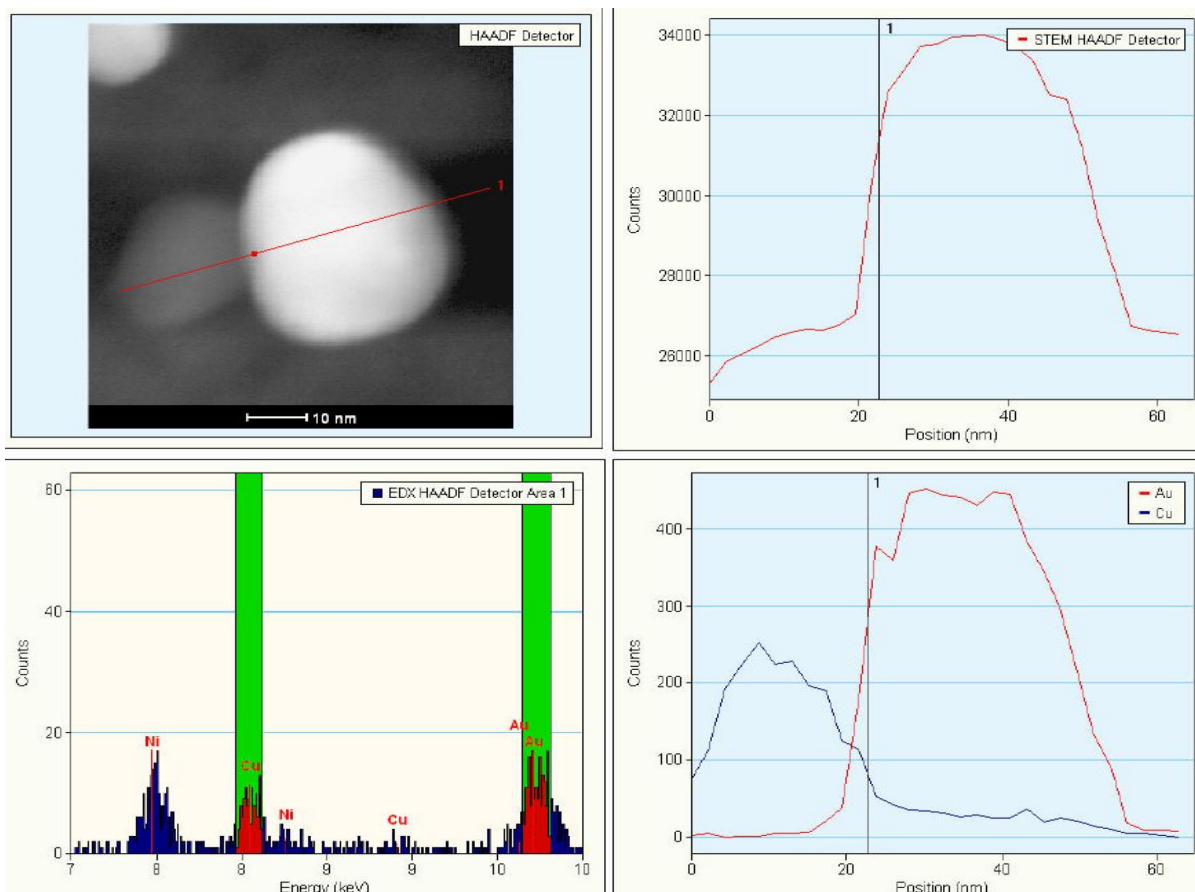 HAADF Detector
1
10 nm
1
STEM HAADF Detector
34000
32000
30000
28000
26000
Counts
0
20
40
60
Position (nm)
EDX HAADF Detector Area 1
60
40
20
0
Counts
Ni
Cu
Ni
Cu
Au
Au
7
8
8
9
9
10
10
Energy (keV)
1
Au
Cu
400
300
200
100
0
Counts
0
20
40
60
Position (nm)